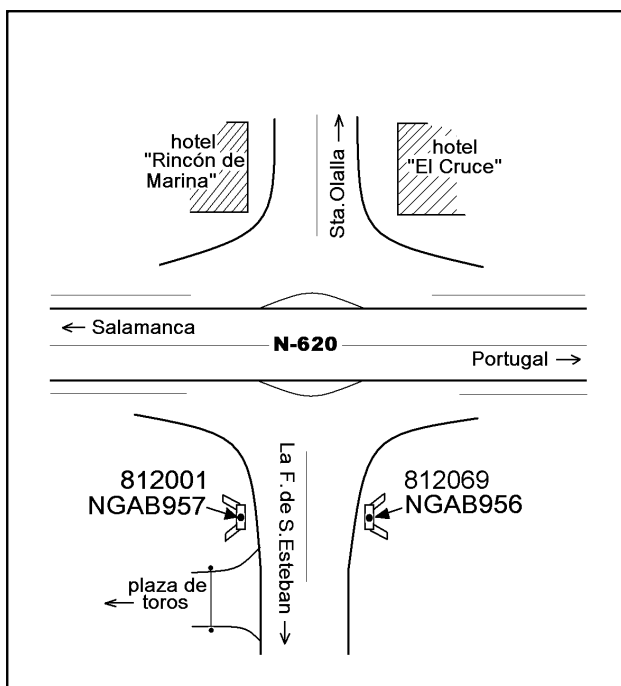 hotel
"Rincón de
Marina"
hotel
"El Cruce"
Sta.Olalla
← Salamanca
N-620
Portugal →
La F. de S.Esteban
812001
NGAB957
812069
NGAB956
plaza de
toros